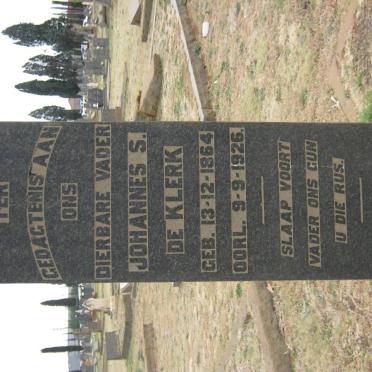 TER
GEDAGTENIS AAN
ONS
DIERBARE VADER
JOHANNES S.
DE KLERK
GEB. 13-12-1864.
OORL. 9-9-1926.
SLAAP VOORT
VADER ONS GUN
U DIE RUS.